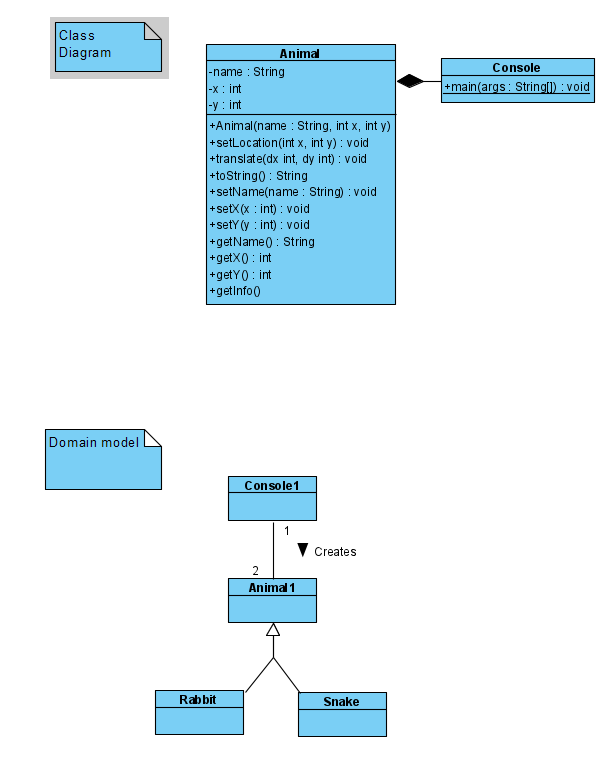 Class
Diagram
Animal
-name : String
-x : int
-y : int
+Animal(name : String, int x, int y)
+setLocation(int x, int y) : void
+translate(dx int, dy int) : void
+toString() : String
+setName(name : String) : void
+setX(x : int) : void
+setY(y : int) : void
+getName() : String
+getX() : int
+getY() : int
+getInfo()
Console
+main(args : String[]) : void
Domain model
Console1
1
Creates
2
Animal1
Rabbit
Snake